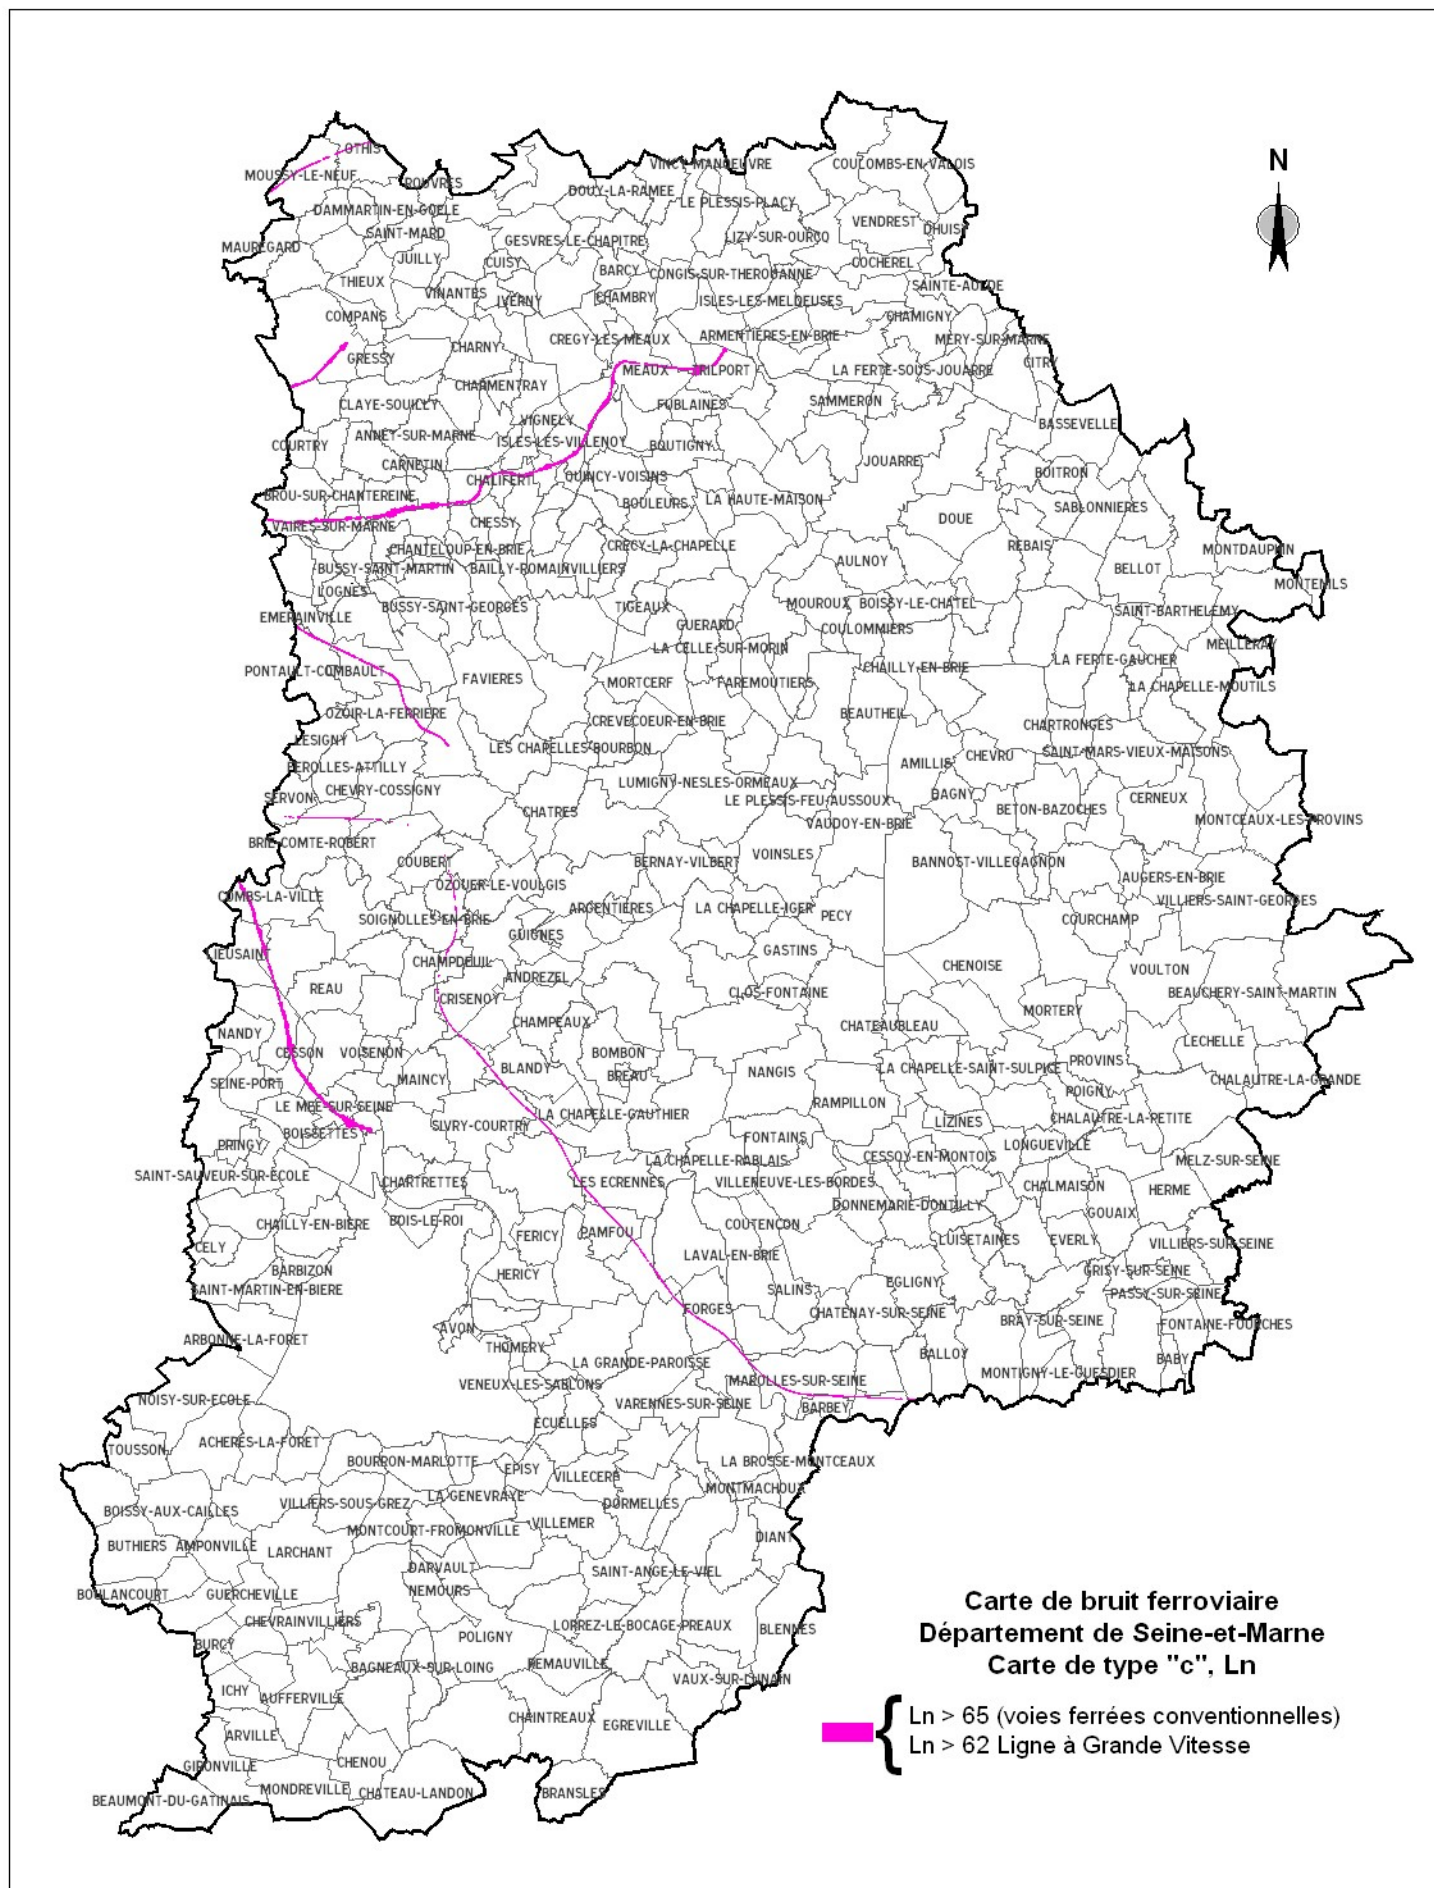 N
OTHIS
MOUSSY-LE-NEUF
ROUVRES
VINCY-MANOEUVRE
COULOMBS-EN-VALOIS
DOUY-LA-RAMEE
LE PLESSIS-PLACY
DAMMARTIN-EN-GOELE
SAINT-MARD
VENDREST
DHUISY
MAUREGARD
GESVRES-LE-CHAPITRE
LIZY-SUR-OURCQ
JUILLY
CUISY
BARCY
CONGIS-SUR-THEROUANNE
COCHEREL
THIEUX
VINANTES
IVERNY
CHAMBRY
ISLES-LES-MELDEUSES
SAINTE-AULDE
COMPANS
CHAMIGNY
CREGY-LES-MEAUX
ARMENTIERES-EN-BRIE
MERY-SUR-MARNE
GRESSY
CHARNY
CITRY
MEAUX
TRILPORT
LA FERTE-SOUS-JOUARRE
CHARMENTRAY
CLAYE-SOUILLY
FUBLAINES
SAMMERON
VIGNELY
BASSEVELLE
COURTRY
ANNET-SUR-MARNE
ISLES-LES-VILLENOY
BOUTIGNY
CARNETIN
JOUARRE
CHALIFERT
QUINCY-VOISINS
BOITRON
BROU-SUR-CHANTEREINE
BOULEURS
LA HAUTE-MAISON
SABLONNIERES
VAIRES-SUR-MARNE
CHESSY
DOUE
CHANTELOUP-EN-BRIE
CRECY-LA-CHAPELLE
REBAIS
MONTDAUPHIN
BUSSY-SAINT-MARTIN
BAILLY-ROMAINVILLIERS
AULNOY
BELLOT
MONTENILS
LOGNES
BUSSY-SAINT-GEORGES
TIGEAUX
MOUROUX
BOISSY-LE-CHATEL
SAINT-BARTHELEMY
EMERAINVILLE
GUERARD
COULOMMIERS
MEILLERAY
LA CELLE-SUR-MORIN
PONTAULT-COMBAULT
FAVIERES
MORTCERF
FAREMOUTIERS
CHAILLY-EN-BRIE
LA FERTE-GAUCHER
LA CHAPELLE-MOUTILS
OZOIR-LA-FERRIERE
CREVECOEUR-EN-BRIE
BEAUTHEIL
CHARTRONGES
LESIGNY
LES CHAPELLES-BOURBON
CHEVRU
SAINT-MARS-VIEUX-MAISONS
FEROLLES-ATTILLY
AMILLIS
CHEVRY-COSSIGNY
LUMIGNY-NESLES-ORMEAUX
SERVON
LE PLESSIS-FEU-AUSSOUX
DAGNY
BETON-BAZOCHES
CERNEUX
CHATRES
VAUDOY-EN-BRIE
MONTCEAUX-LES-PROVINS
BRIE-COMTE-ROBERT
COUBERT
BERNAY-VILBERT
VOINSLES
BANNOST-VILLEGAGNON
AUGERS-EN-BRIE
COMBS-LA-VILLE
OZOUER-LE-VOULGIS
VILLIERS-SAINT-GEORGES
SOIGNOLLES-EN-BRIE
ARGENTIERES
LA CHAPELLE-IGER
PECY
COURCHAMP
GUIGNES
LIEUSAINT
GASTINS
CHAMPDEUIL
CHENOISE
VOULTON
REAU
ANDREZEL
CRISENOY
CLOS-FONTAINE
BEAUCHERY-SAINT-MARTIN
MORTERY
NANDY
CHAMPEAUX
CHATEAUBLEAU
LECHELLE
CESSON
VOISENON
BOMBON
BLANDY
NANGIS
LA CHAPELLE-SAINT-SULPICE
PROVINS
SEINE-PORT
MAINCY
BREAU
POIGNY
CHALAUTRE-LA-GRANDE
LE MEE-SUR-SEINE
LA CHAPELLE-GAUTHIER
RAMPILLON
LIZINES
CHALAUTRE-LA-PETITE
BOISSETTES
SIVRY-COURTRY
FONTAINS
LONGUEVILLE
PRINGY
LA CHAPELLE-RABLAIS
CESSOY-EN-MONTOIS
MELZ-SUR-SEINE
SAINT-SAUVEUR-SUR-ECOLE
CHARTRETTES
LES ECRENNES
VILLENEUVE-LES-BORDES
CHALMAISON
HERME
DONNEMARIE-DONTILLY
GOUAIX
CHAILLY-EN-BIERE
BOIS-LE-ROI
FERICY
PAMFOU
COUTENCON
CELY
LAVAL-EN-BRIE
LUISETAINES
EVERLY
VILLIERS-SUR-SEINE
BARBIZON
HERICY
GRISY-SUR-SEINE
SAINT-MARTIN-EN-BIERE
SALINS
EGLIGNY
PASSY-SUR-SEINE
FORGES
CHATENAY-SUR-SEINE
BRAY-SUR-SEINE
FONTAINE-FOURCHES
ARBONNE-LA-FORET
AVON
THOMERY
BALLOY
LA GRANDE-PAROISSE
BABY
VENEUX-LES-SABLONS
MAROLLES-SUR-SEINE
MONTIGNY-LE-GUESDIER
NOISY-SUR-ECOLE
VARENNES-SUR-SEINE
BARBEY
ECUELLES
TOUSSON
ACHERES-LA-FORET
BOURRON-MARLOTTE
EPISY
VILLECERF
LA BROSSE-MONTCEAUX
MONTMACHOUX
BOISSY-AUX-CAILLES
VILLIERS-SOUS-GREZ
LA GENEVRAYE
DORMELLES
MONTCOURT-FROMONVILLE
VILLEMER
DIANT
BUTHIERS
AMPONVILLE
LARCHANT
DARVAULT
SAINT-ANGE-LE-VIEL
BOULANCOURT
GUERCHEVILLE
NEMOURS
CHEVRAINVILLIERS
LORREZ-LE-BOCAGE-PREAUX
BLENNES
BURCY
POLIGNY
BAGNEAUX-SUR-LOING
REMAUVILLE
VAUX-SUR-LUNAIN
ICHY
AUFFERVILLE
CHAINTREAUX
EGREVILLE
ARVILLE
GIRONVILLE
CHENOU
MONDREVILLE
CHATEAU-LANDON
BRANSLES
BEAUMONT-DU-GATINAIS
Carte de bruit ferroviaire
Département de Seine-et-Marne
Carte de type "c", Ln
Ln > 65 (voies ferrées conventionnelles)
Ln > 62 Ligne à Grande Vitesse